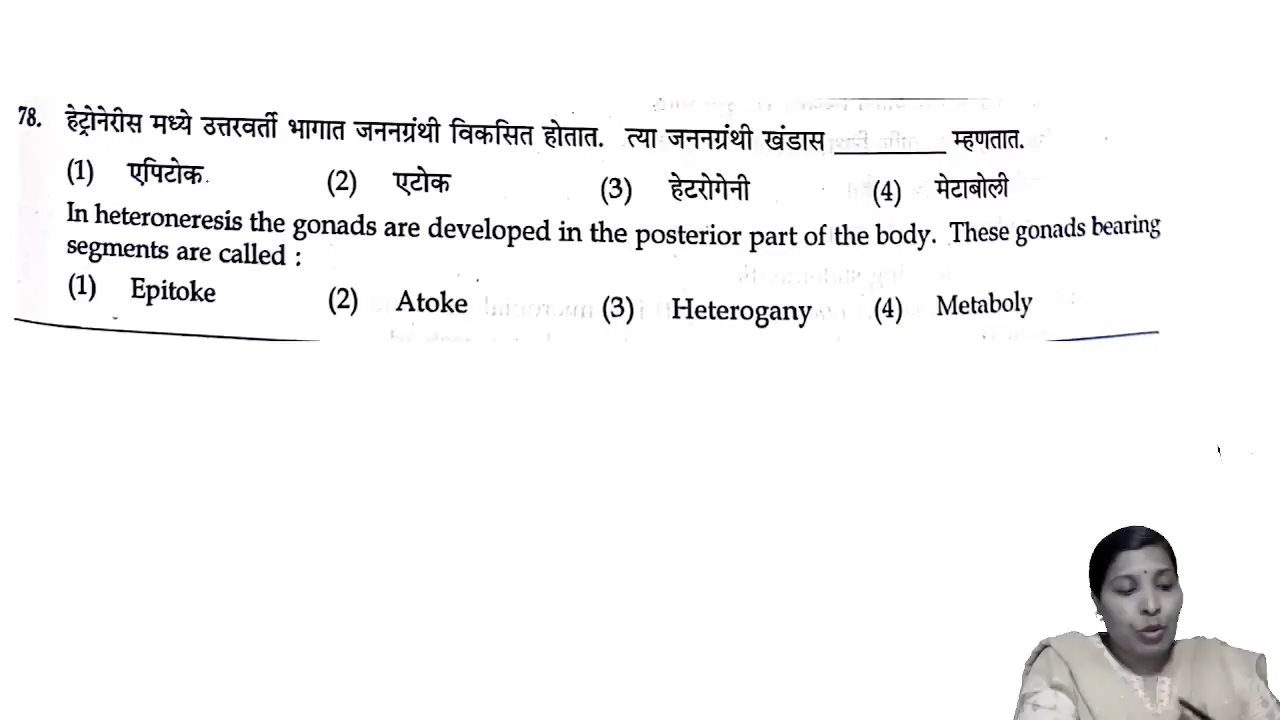 78. हेट्रोनेरीस मध्ये उत्तरवर्ती भागात जननग्रंथी विकसित होतात. त्या जननग्रंथी खंडास ________ म्हणतात.
(1) एपिटोक (2) एटोक (3) हेटरोगेनी (4) मेटाबोली
In heteroneresis the gonads are developed in the posterior part of the body. These gonads bearing
segments are called :
(1) Epitoke (2) Atoke (3) Heterogany (4) Metaboly